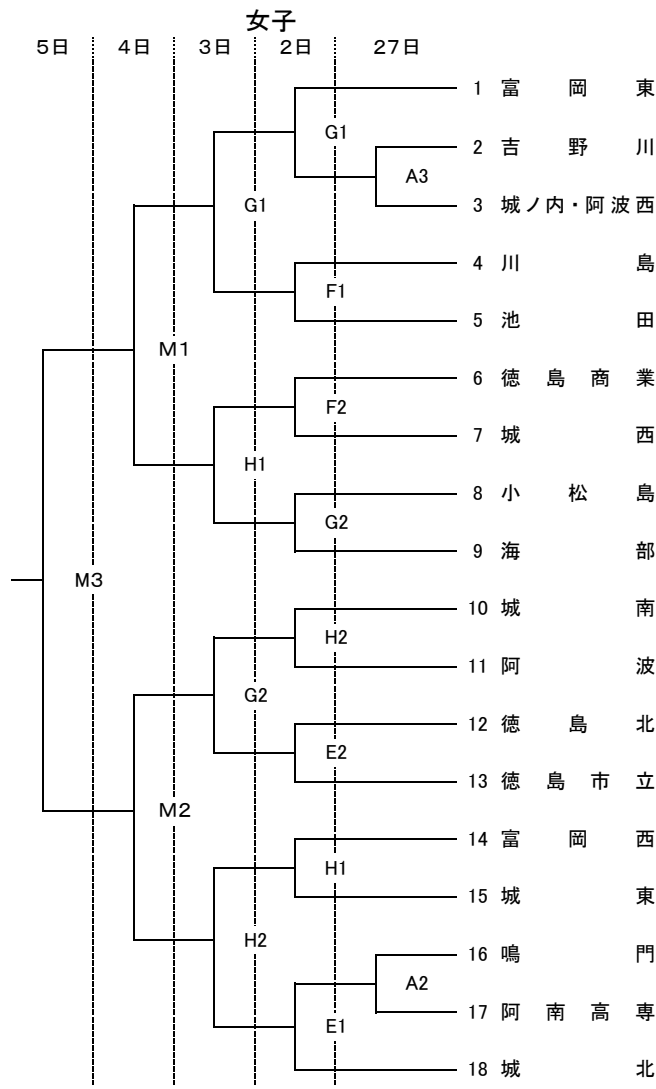 女子
5日 4日 3日 2日 27日
1 富岡東
G1
2 吉野川
A3
G1 3 城ノ内・阿波西
4 川島
F1
5 池田
M1
6 徳島商業
F2
7 城西
H1
8 小松島
G2
9 海部
M3
10 城南
H2
11 阿波
G2
12 徳島北
E2
13 徳島市立
M2
14 富岡西
H1
15 城東
H2
16 鳴門
A2
17 阿南高専
E1
18 城北